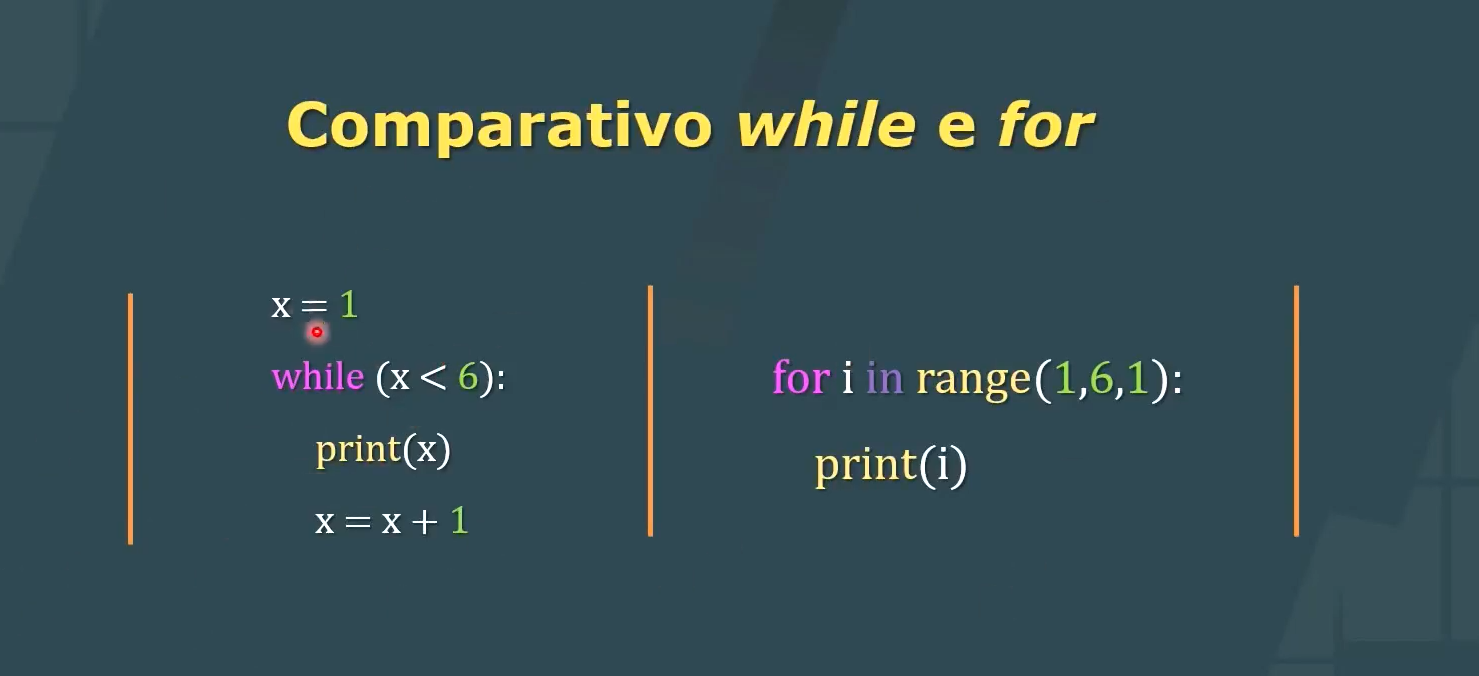 Comparativo while e for
x = 1
while (x < 6):
print(x)
x = x + 1
for i in range(1,6,1):
print(i)